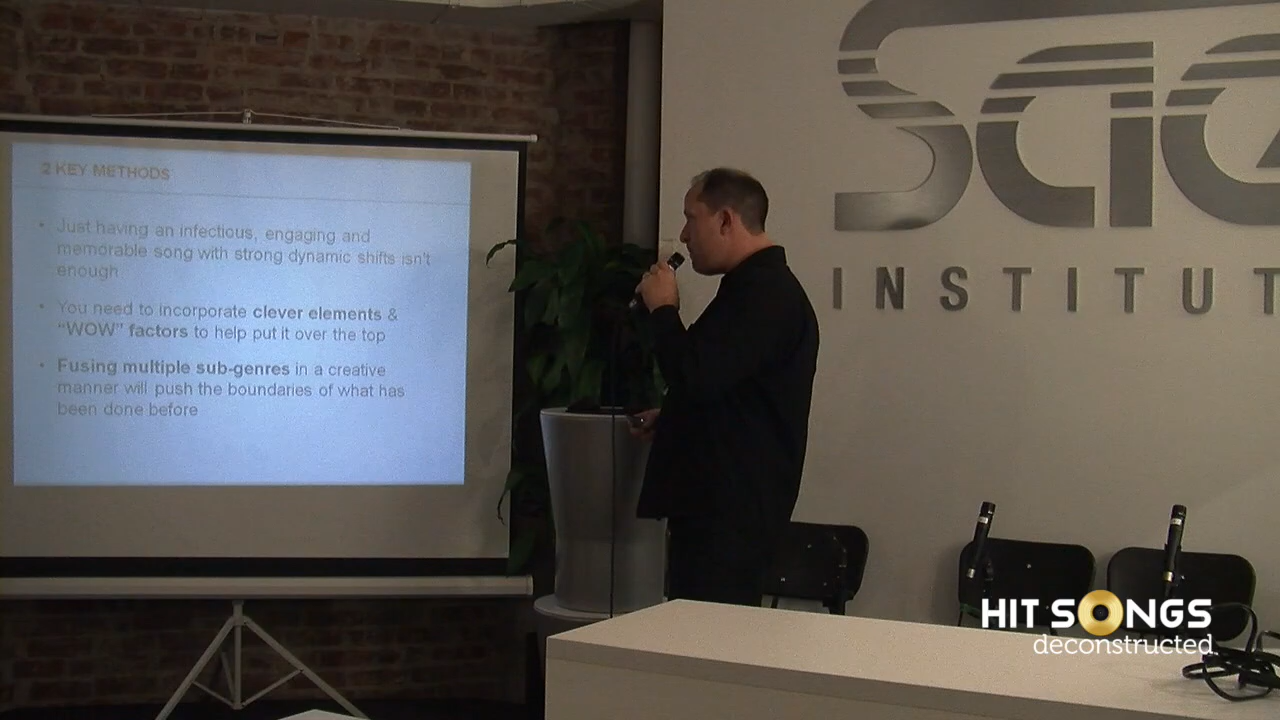 2 KEY METHODS
• Just having an infectious, engaging and
memorable song with strong dynamic shifts isn't
enough.
• You need to incorporate clever elements &
“WOW” factors to help put it over the top
• Fusing multiple sub-genres in a creative
manner will push the boundaries of what has
been done before
INSTITUT
HIT SONGS
deconstructed